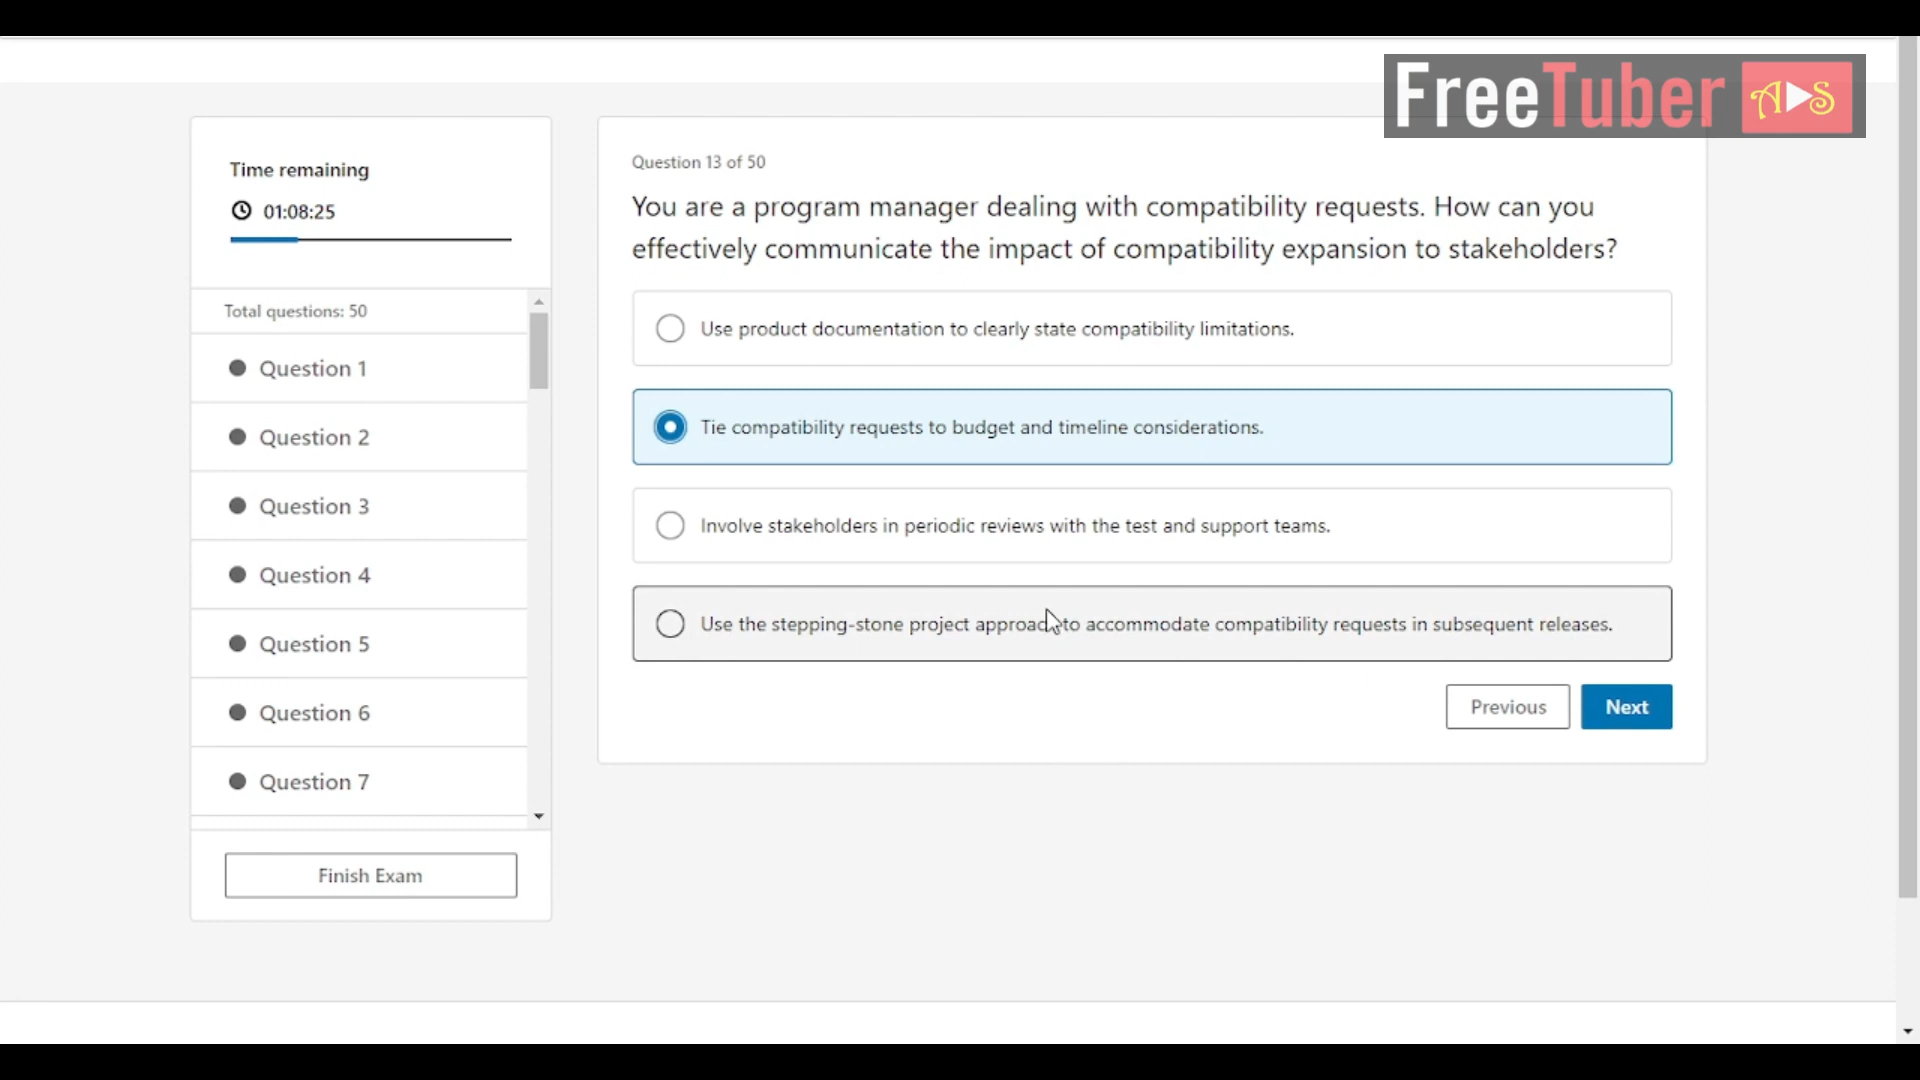 FreeTuber A S
Time remaining
01:08:25
Total questions: 50
Question 1
Question 2
Question 3
Question 4
Question 5
Question 6
Question 7
Finish Exam
Question 13 of 50
You are a program manager dealing with compatibility requests. How can you
effectively communicate the impact of compatibility expansion to stakeholders?
Use product documentation to clearly state compatibility limitations.
Tie compatibility requests to budget and timeline considerations.
Involve stakeholders in periodic reviews with the test and support teams.
Use the stepping-stone project approach to accommodate compatibility requests in subsequent releases.
Previous
Next